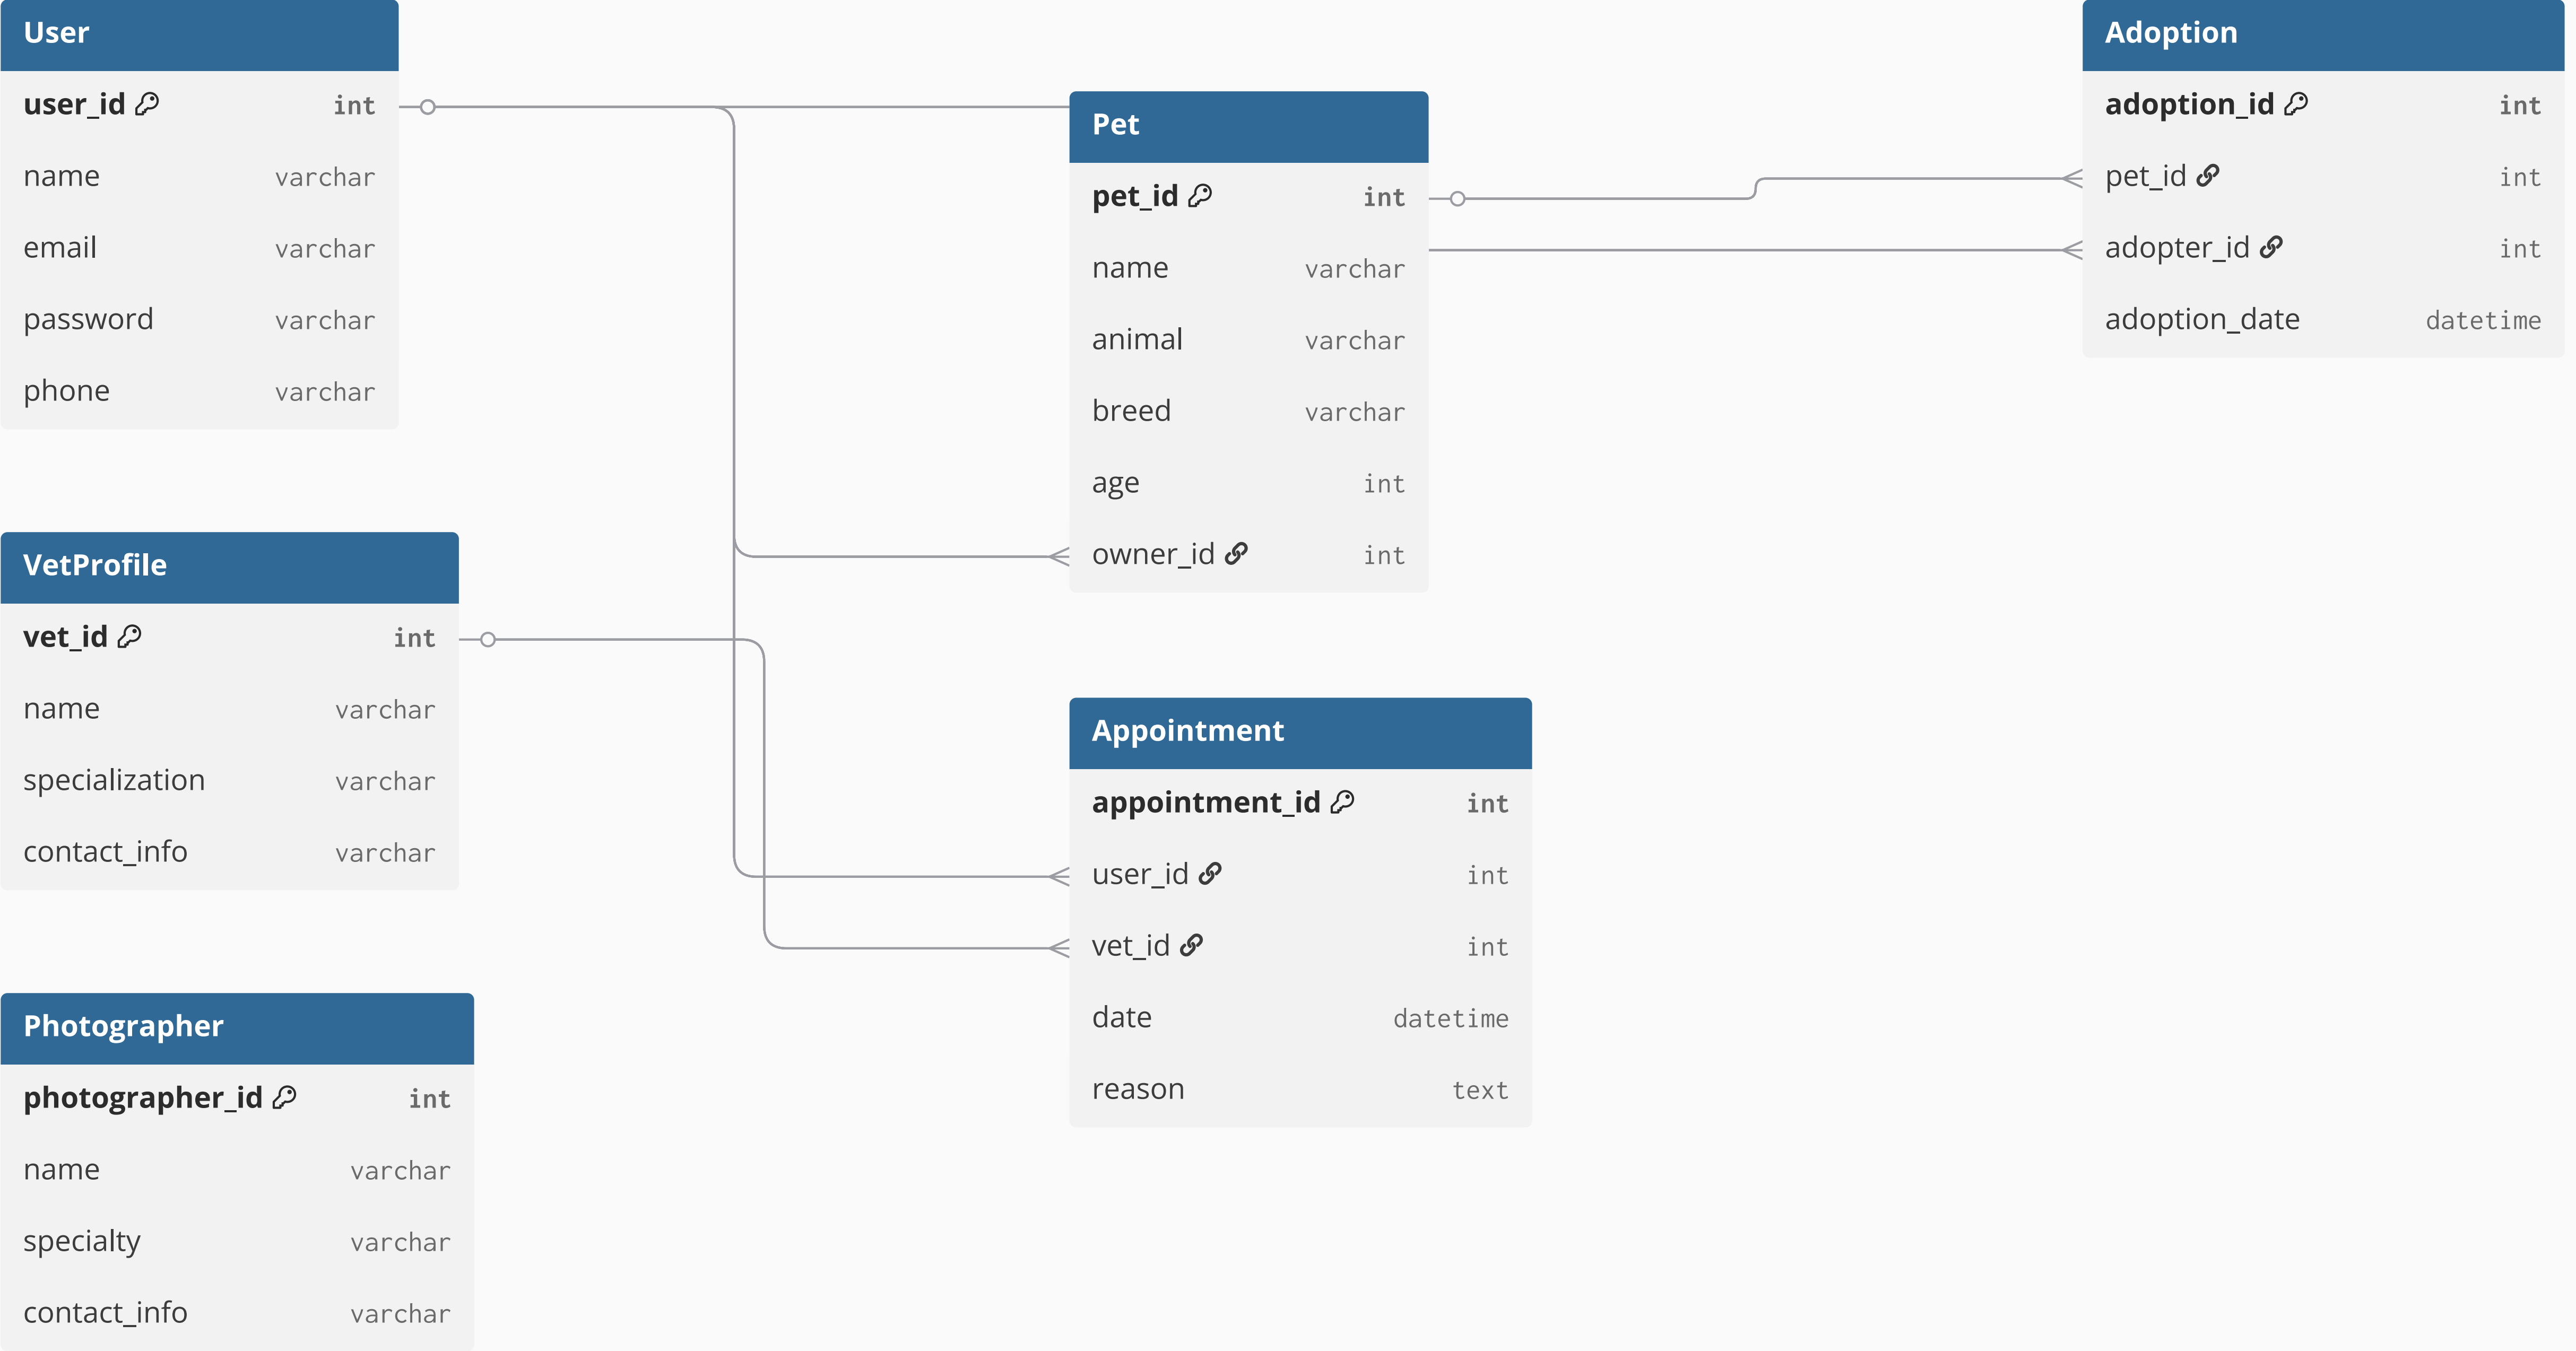 User
user_id int
name varchar
email varchar
password varchar
phone varchar
VetProfile
vet_id int
name varchar
specialization varchar
contact_info varchar
Photographer
photographer_id int
name varchar
specialty varchar
contact_info varchar
Pet
pet_id int
name varchar
animal varchar
breed varchar
age int
owner_id int
Appointment
appointment_id int
user_id int
vet_id int
date datetime
reason text
Adoption
adoption_id int
pet_id int
adopter_id int
adoption_date datetime